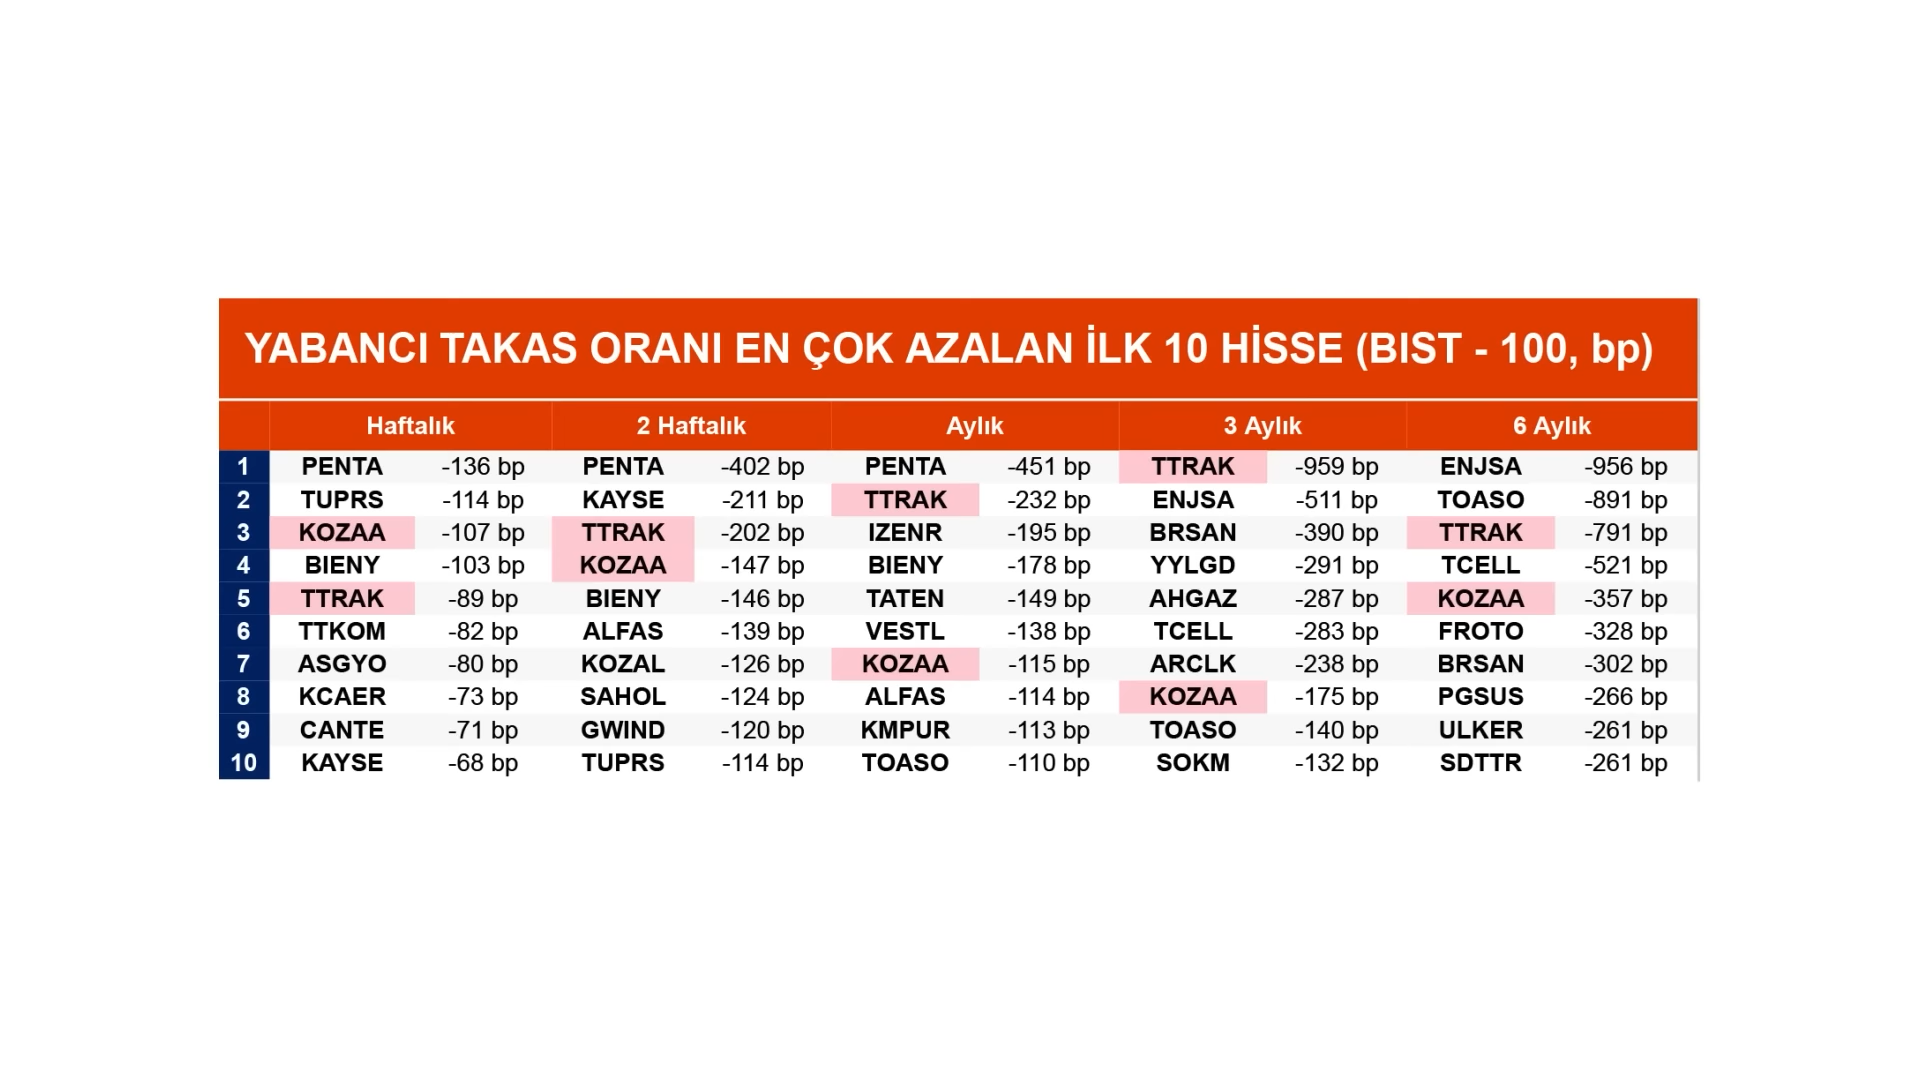 YABANCI TAKAS ORANI EN ÇOK AZALAN İLK 10 HİSSE (BIST - 100, bp)
Haftalık 2 Haftalık Aylık 3 Aylık 6 Aylık
1 PENTA -136 bp PENTA -402 bp PENTA -451 bp TTRAK -959 bp ENJSA -956 bp
2 TUPRS -114 bp KAYSE -211 bp TTRAK -232 bp ENJSA -511 bp TOASO -891 bp
3 KOZAA -107 bp TTRAK -202 bp IZENR -195 bp BRSAN -390 bp TTRAK -791 bp
4 BIENY -103 bp KOZAA -147 bp BIENY -178 bp YYLGD -291 bp TCELL -521 bp
5 TTRAK -89 bp BIENY -146 bp TATEN -149 bp AHGAZ -287 bp KOZAA -357 bp
6 TTKOM -82 bp ALFAS -139 bp VESTL -138 bp TCELL -283 bp FROTO -328 bp
7 ASGYO -80 bp KOZAL -126 bp KOZAA -115 bp ARCLK -238 bp BRSAN -302 bp
8 KCAER -73 bp SAHOL -124 bp ALFAS -114 bp KOZAA -175 bp PGSUS -266 bp
9 CANTE -71 bp GWIND -120 bp KMPUR -113 bp TOASO -140 bp ULKER -261 bp
10 KAYSE -68 bp TUPRS -114 bp TOASO -110 bp SOKM -132 bp SDTTR -261 bp